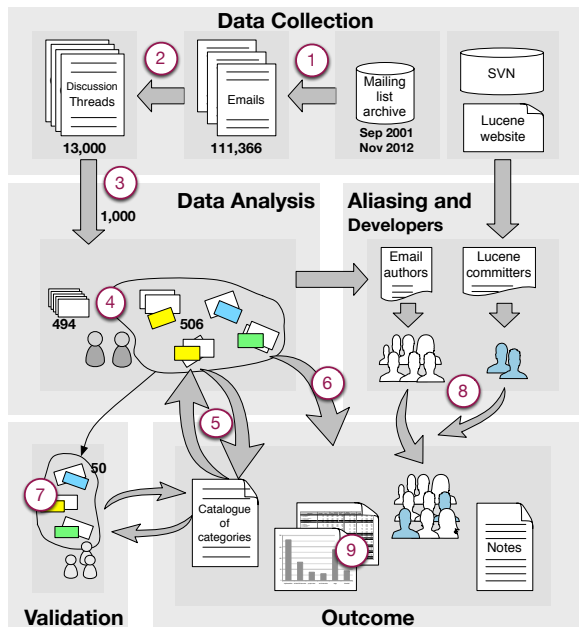 Data Collection
2
1
Discussion
Threads
Emails
Mailing
list
archive
SVN
Lucene
website
13,000
111,366
Sep 2001
Nov 2012
3
1,000
Data Analysis
Aliasing and
Developers
Email
authors
Lucene
committers
4
494
506
6
8
5
50
7
Catalogue
of
categories
9
Notes
Validation
Outcome